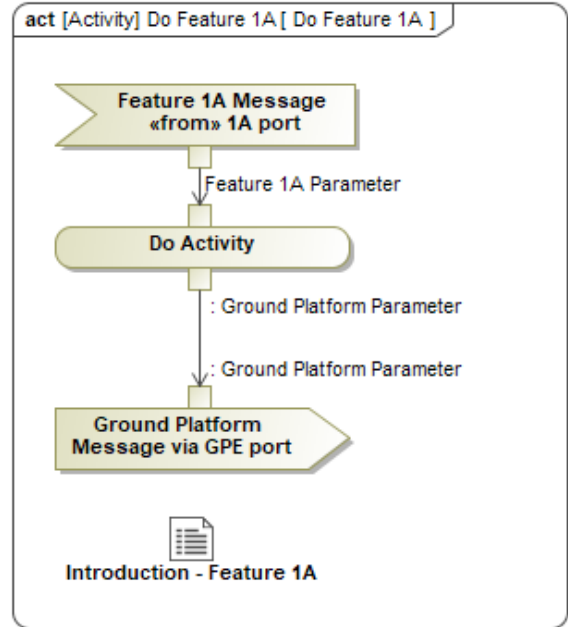 act [Activity] Do Feature 1A [ Do Feature 1A ]
Feature 1A Message
«from» 1A port
Feature 1A Parameter
Do Activity
: Ground Platform Parameter
: Ground Platform Parameter
Ground Platform
Message via GPE port
Introduction - Feature 1A